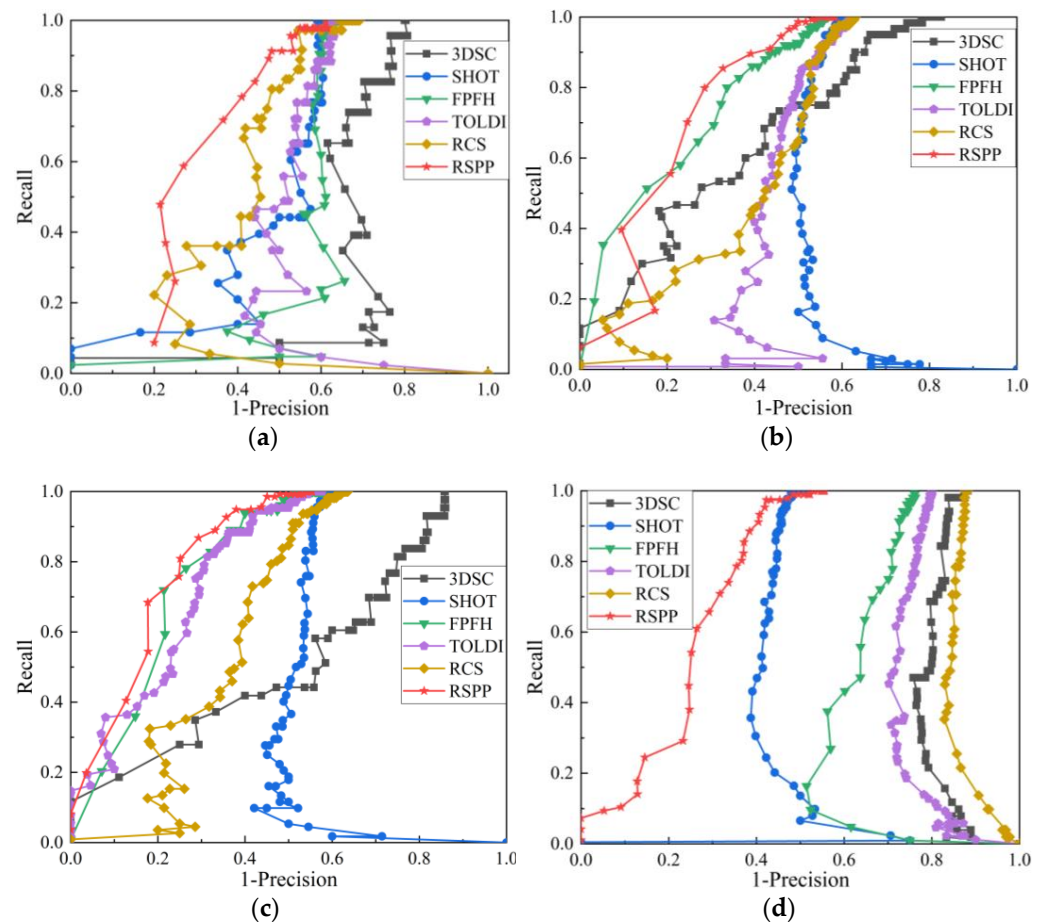 1.0
0.8
0.6
0.4
0.2
0.0
Recall
0.0 0.2 0.4 0.6 0.8 1.0
1-Precision
3DSC
SHOT
FPFH
TOLDI
RCS
RSPP
(a)
1.0
0.8
0.6
0.4
0.2
0.0
Recall
0.0 0.2 0.4 0.6 0.8 1.0
1-Precision
3DSC
SHOT
FPFH
TOLDI
RCS
RSPP
(b)
1.0
0.8
0.6
0.4
0.2
0.0
Recall
0.0 0.2 0.4 0.6 0.8 1.0
1-Precision
3DSC
SHOT
FPFH
TOLDI
RCS
RSPP
(c)
1.0
0.8
0.6
0.4
0.2
0.0
Recall
0.0 0.2 0.4 0.6 0.8 1.0
1-Precision
3DSC
SHOT
FPFH
TOLDI
RCS
RSPP
(d)